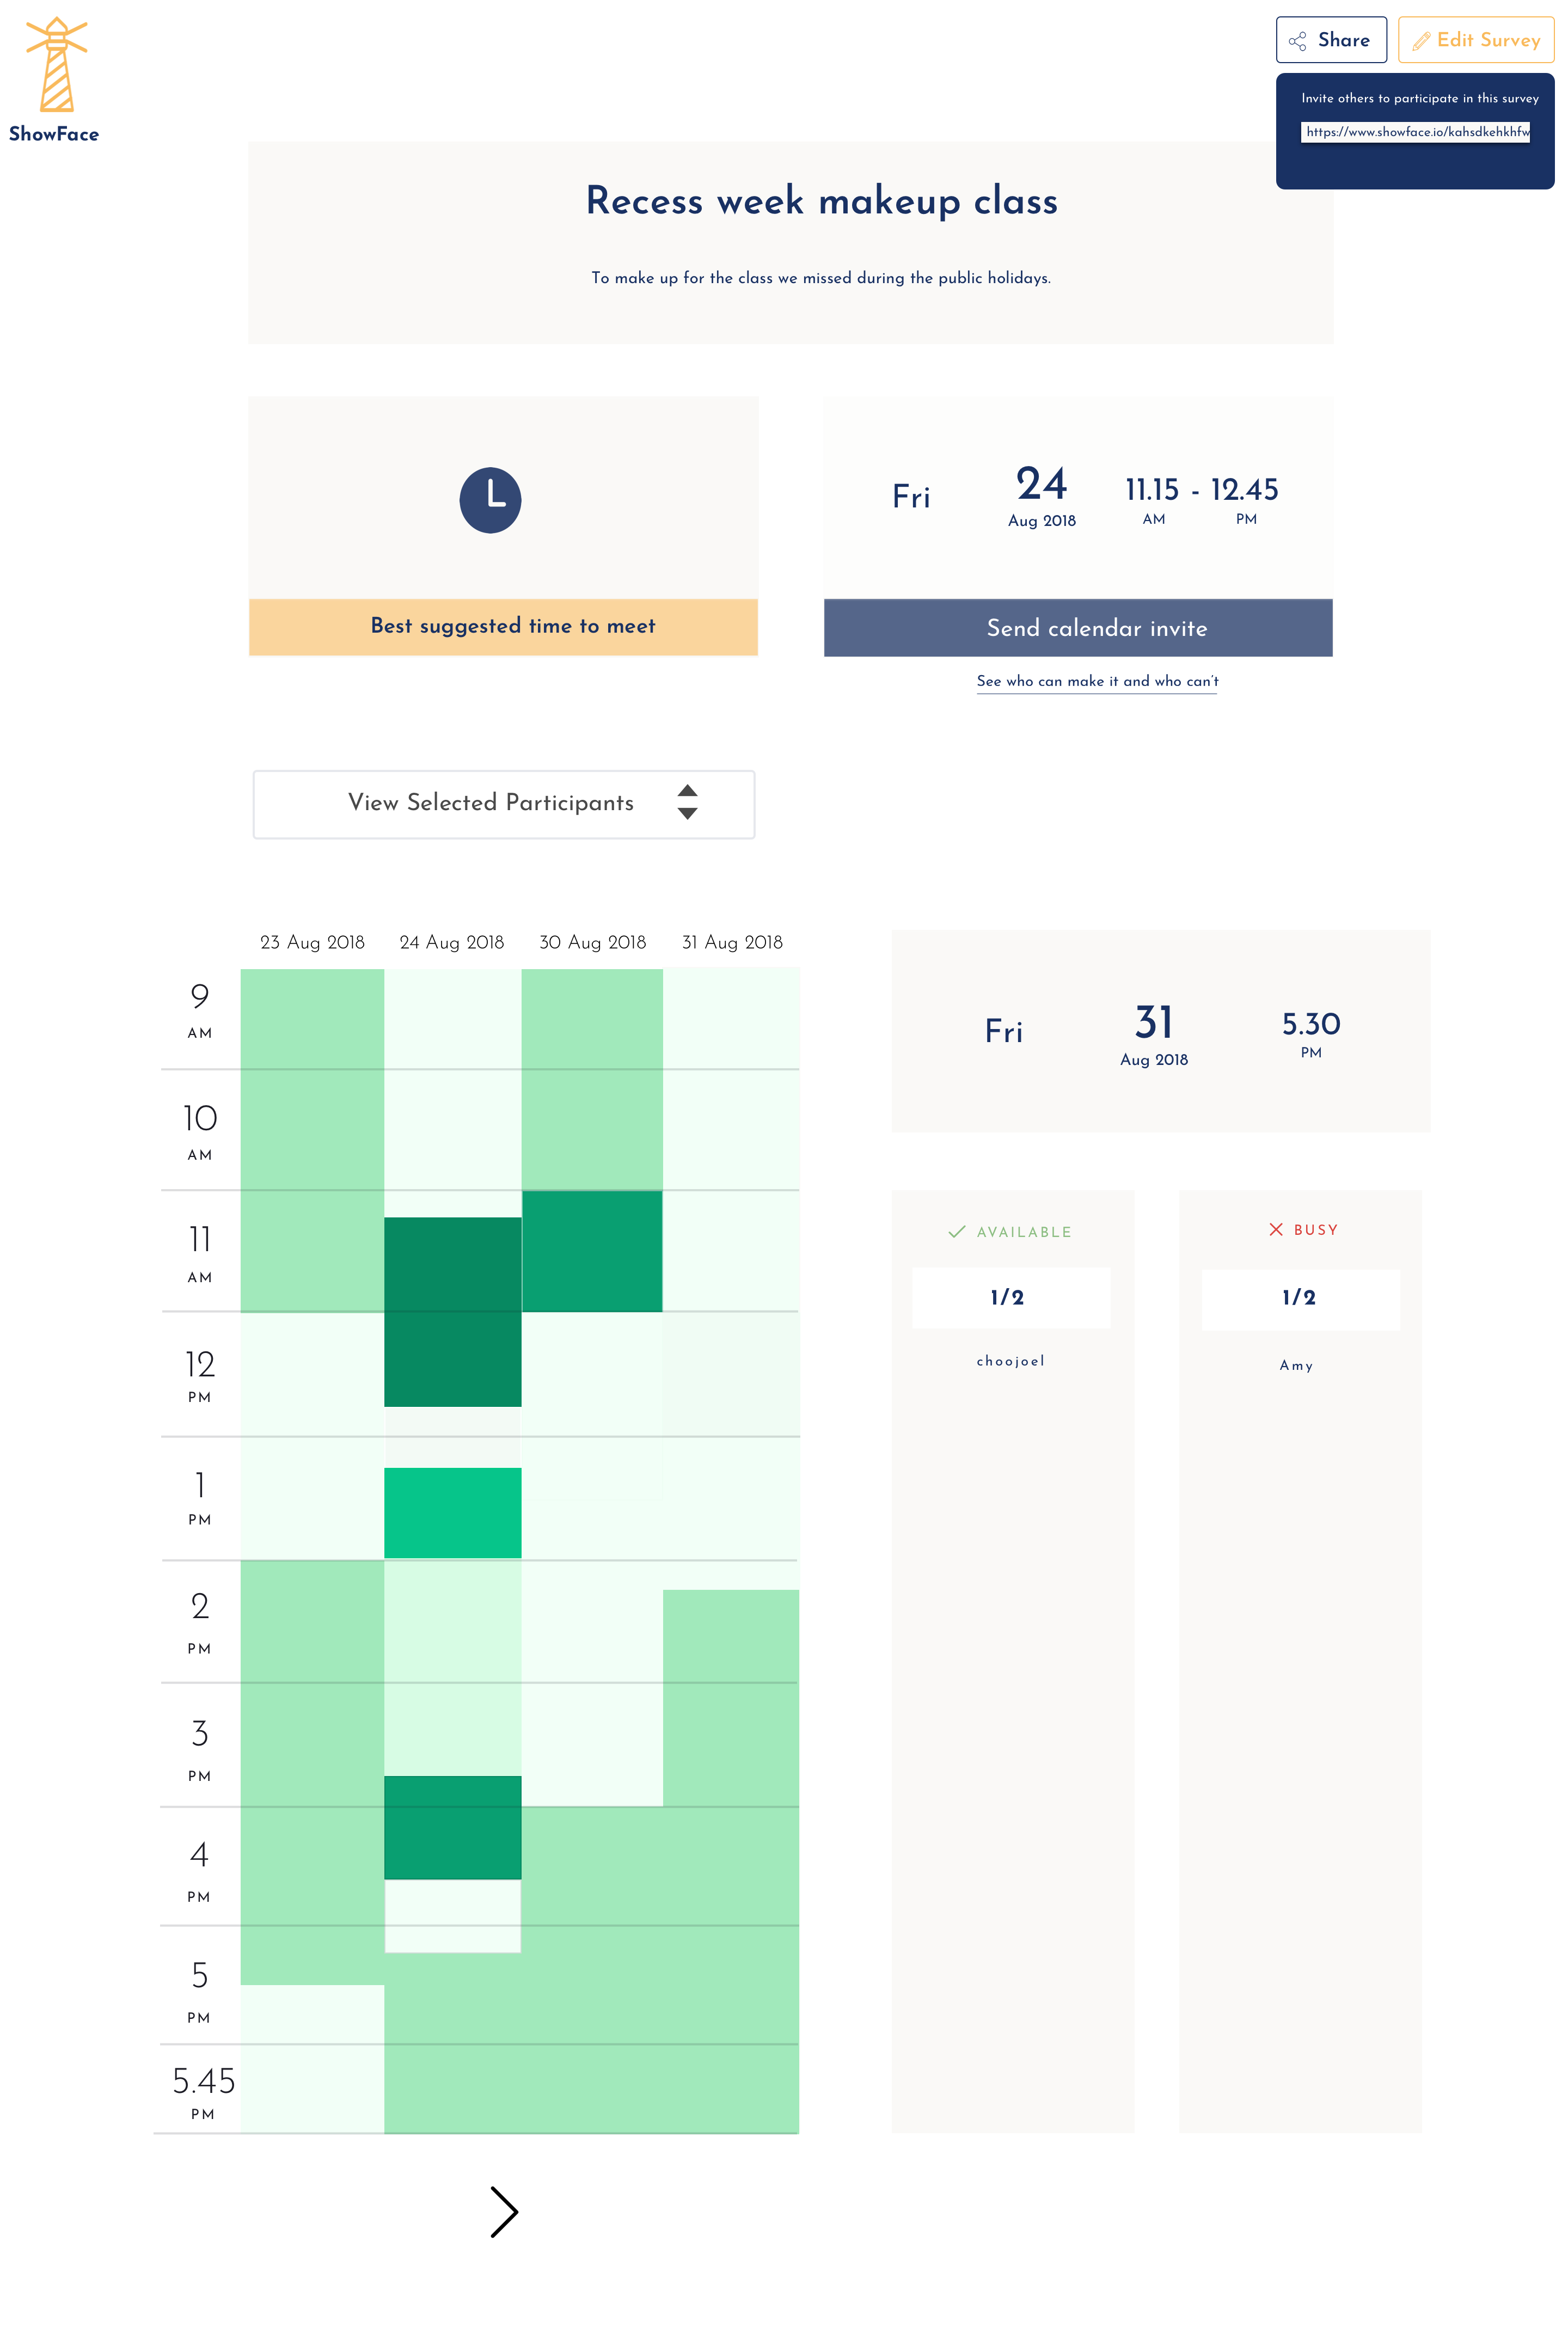 ShowFace
Share
Edit Survey
Invite others to participate in this survey
https://www.showface.io/kahsdkehkhfw
Recess week makeup class
To make up for the class we missed during the public holidays.
Best suggested time to meet
Fri
24
Aug 2018
11.15 - 12.45
AM PM
Send calendar invite
See who can make it and who can't
View Selected Participants
23 Aug 2018 24 Aug 2018 30 Aug 2018 31 Aug 2018
9
AM
10
AM
11
AM
12
PM
1
PM
2
PM
3
PM
4
PM
5
PM
5.45
PM
Fri
31
Aug 2018
5.30
PM
AVAILABLE
1/2
choojoel
BUSY
1/2
Amy